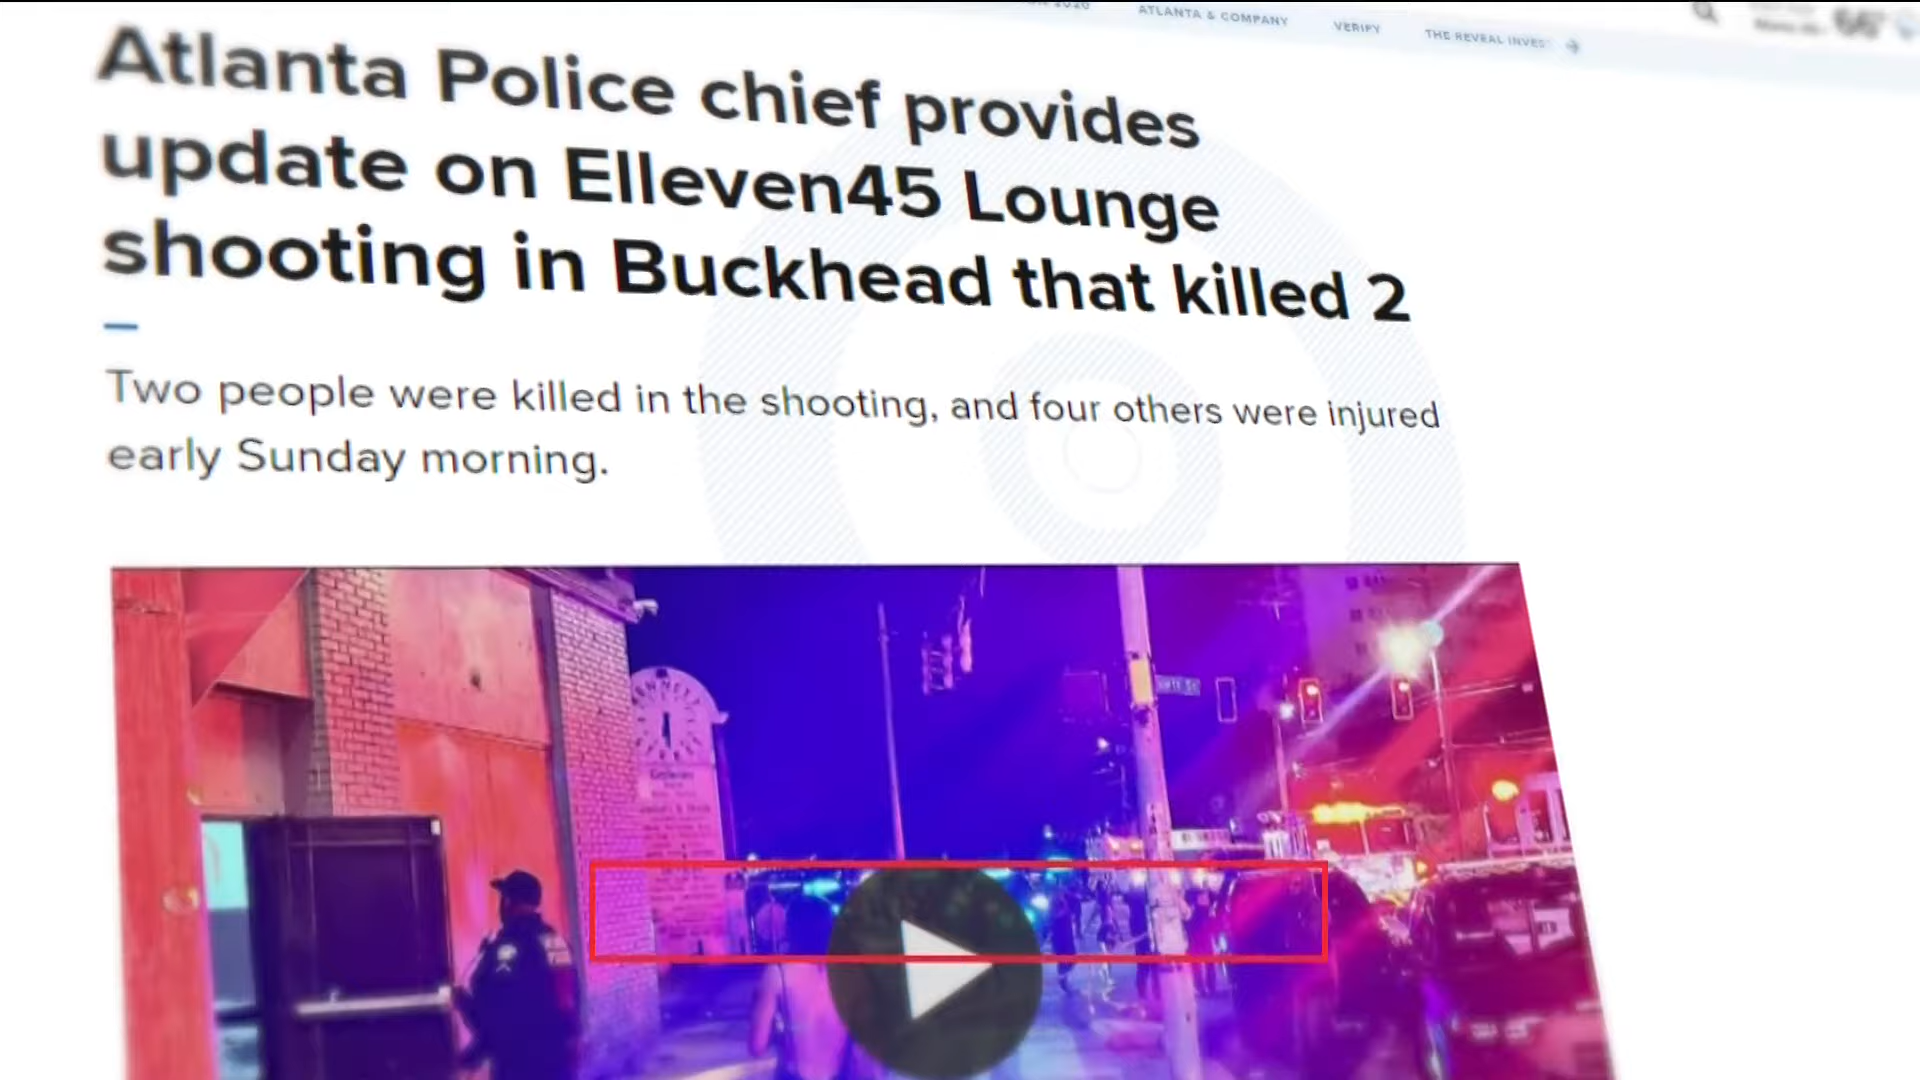 ATLANTA & COMPANY
VERIFY
THE REVEAL INVES
Atlanta Police chief provides
update on Elleven45 Lounge
shooting in Buckhead that killed 2
Two people were killed in the shooting, and four others were injured
early Sunday morning.